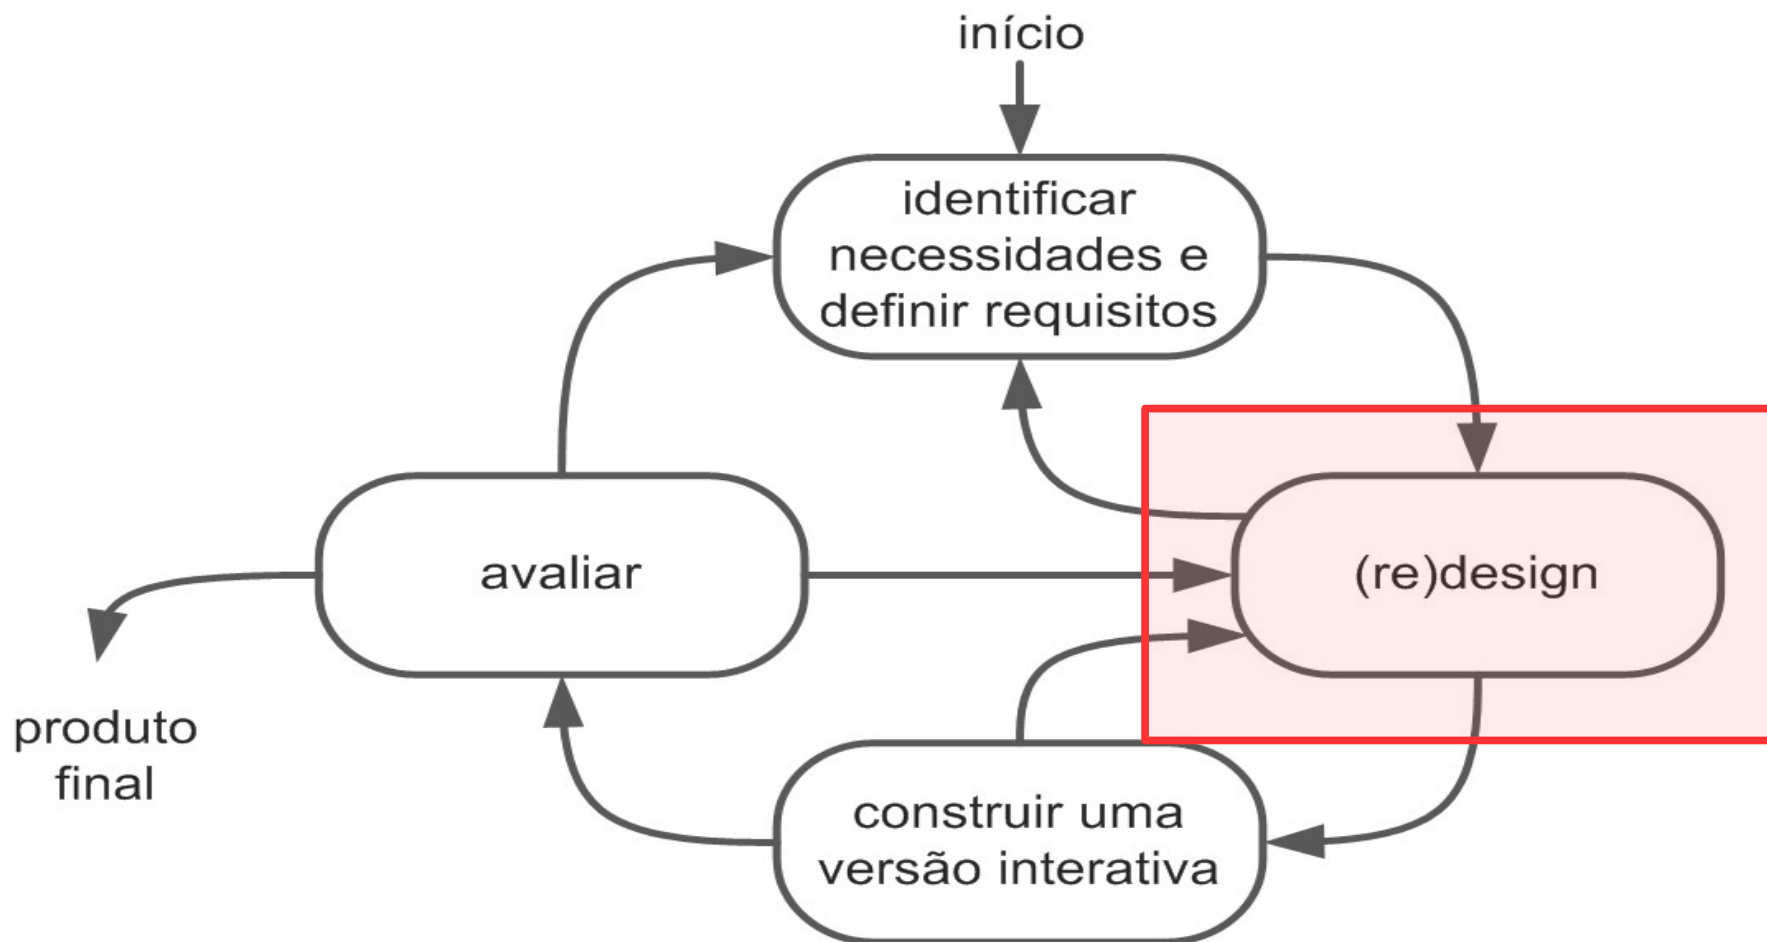 início
identificar
necessidades e
definir requisitos
avaliar
(re)design
produto
final
construir uma
versão interativa